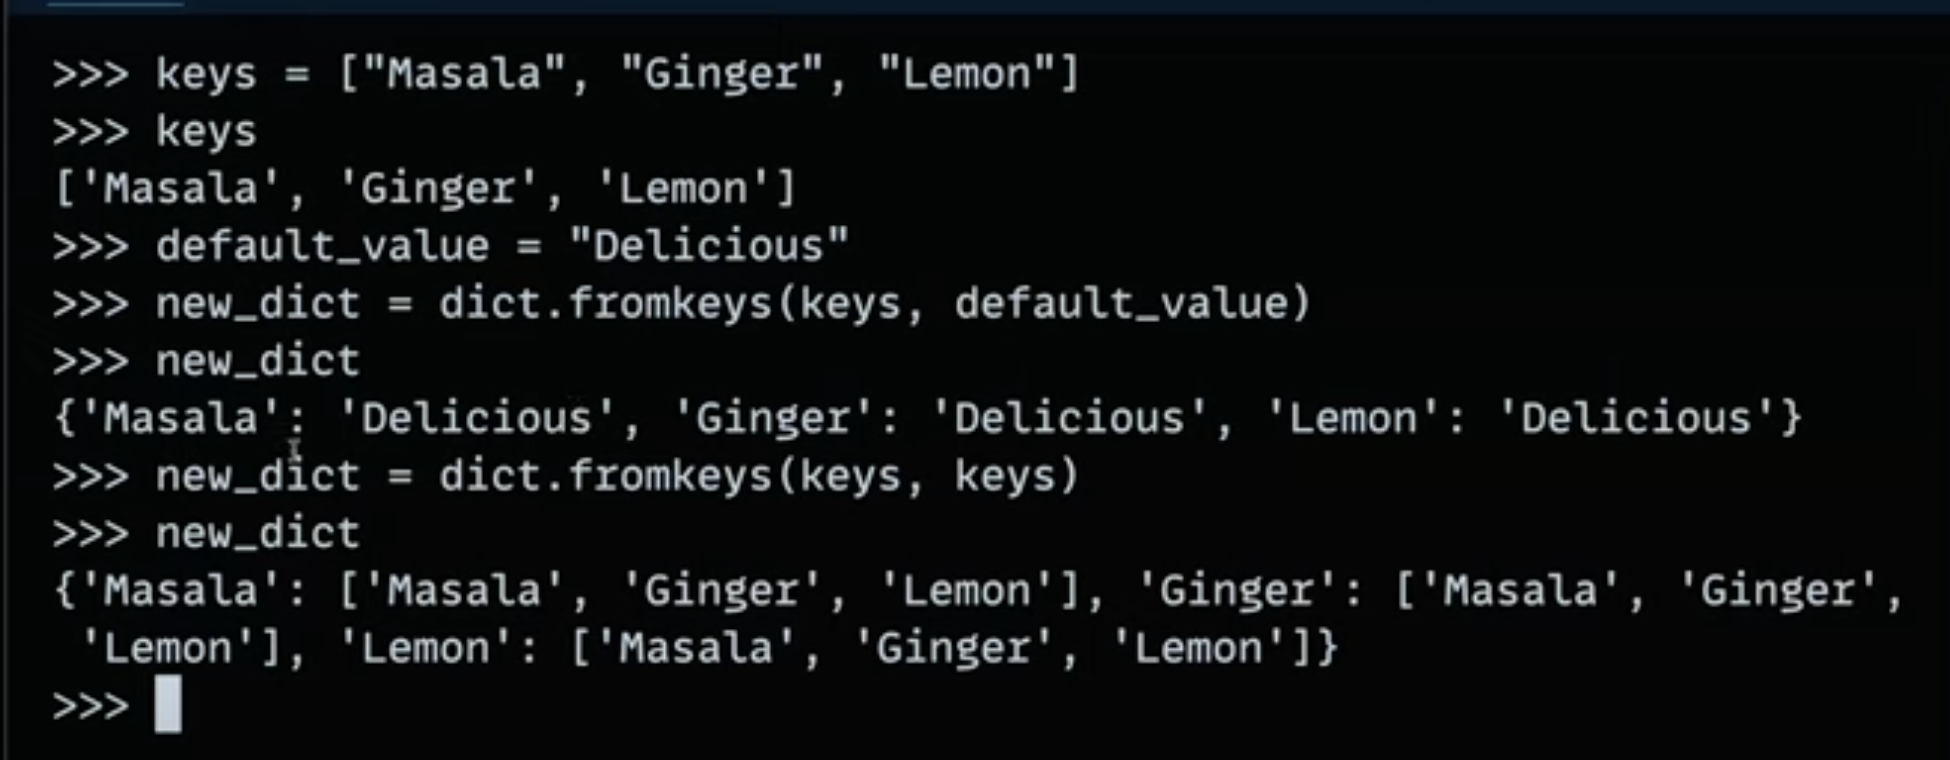 >>> keys = ["Masala", "Ginger", "Lemon"]
>>> keys
['Masala', 'Ginger', 'Lemon']
>>> default_value = "Delicious"
>>> new_dict = dict.fromkeys(keys, default_value)
>>> new_dict
{'Masala': 'Delicious', 'Ginger': 'Delicious', 'Lemon': 'Delicious'}
>>> new_dict = dict.fromkeys(keys, keys)
>>> new_dict
{'Masala': ['Masala', 'Ginger', 'Lemon'], 'Ginger': ['Masala', 'Ginger',
 'Lemon'], 'Lemon': ['Masala', 'Ginger', 'Lemon']}
>>>